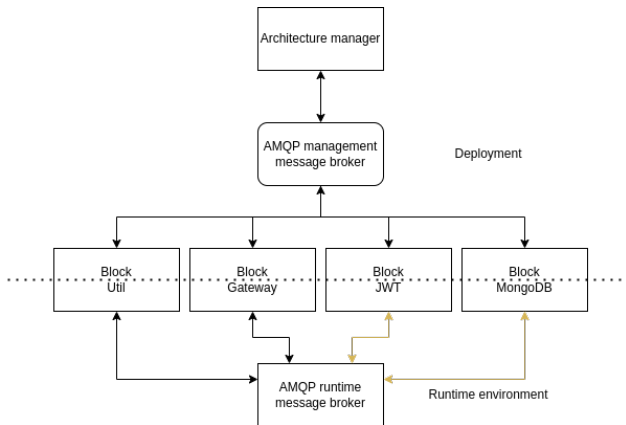 Architecture manager
AMQP management
message broker
Deployment
Block
Util
Block
Gateway
Block
JWT
Block
MongoDB
AMQP runtime
message broker
Runtime environment